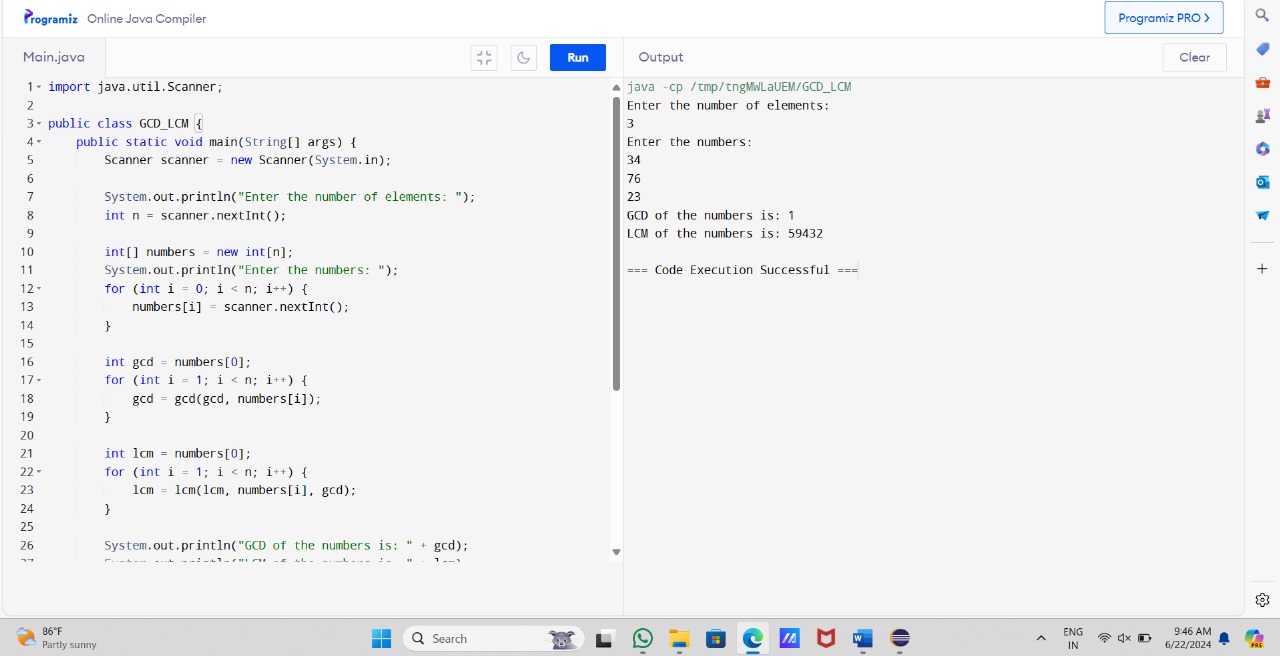 Programiz Online Java Compiler
Programiz PRO >
Main.java
Run
Output
Clear
1 import java.util.Scanner;
2
3 public class GCD_LCM {
4 public static void main(String[] args) {
5 Scanner scanner = new Scanner(System.in);
6
7 System.out.println("Enter the number of elements: ");
8 int n = scanner.nextInt();
9
10 int[] numbers = new int[n];
11 System.out.println("Enter the numbers: ");
12 for (int i = 0; i < n; i++) {
13 numbers[i] = scanner.nextInt();
14 }
15
16 int gcd = numbers[0];
17 for (int i = 1; i < n; i++) {
18 gcd = gcd(gcd, numbers[i]);
19 }
20
21 int lcm = numbers[0];
22 for (int i = 1; i < n; i++) {
23 lcm = lcm(lcm, numbers[i], gcd);
24 }
25
26 System.out.println("GCD of the numbers is: " + gcd);
java -cp /tmp/tngMWLaUEM/GCD_LCM
Enter the number of elements:
3
Enter the numbers:
34
76
23
GCD of the numbers is: 1
LCM of the numbers is: 59432
=== Code Execution Successful ===
86°F
Partly sunny
Search
ENG
IN
9:46 AM
6/22/2024